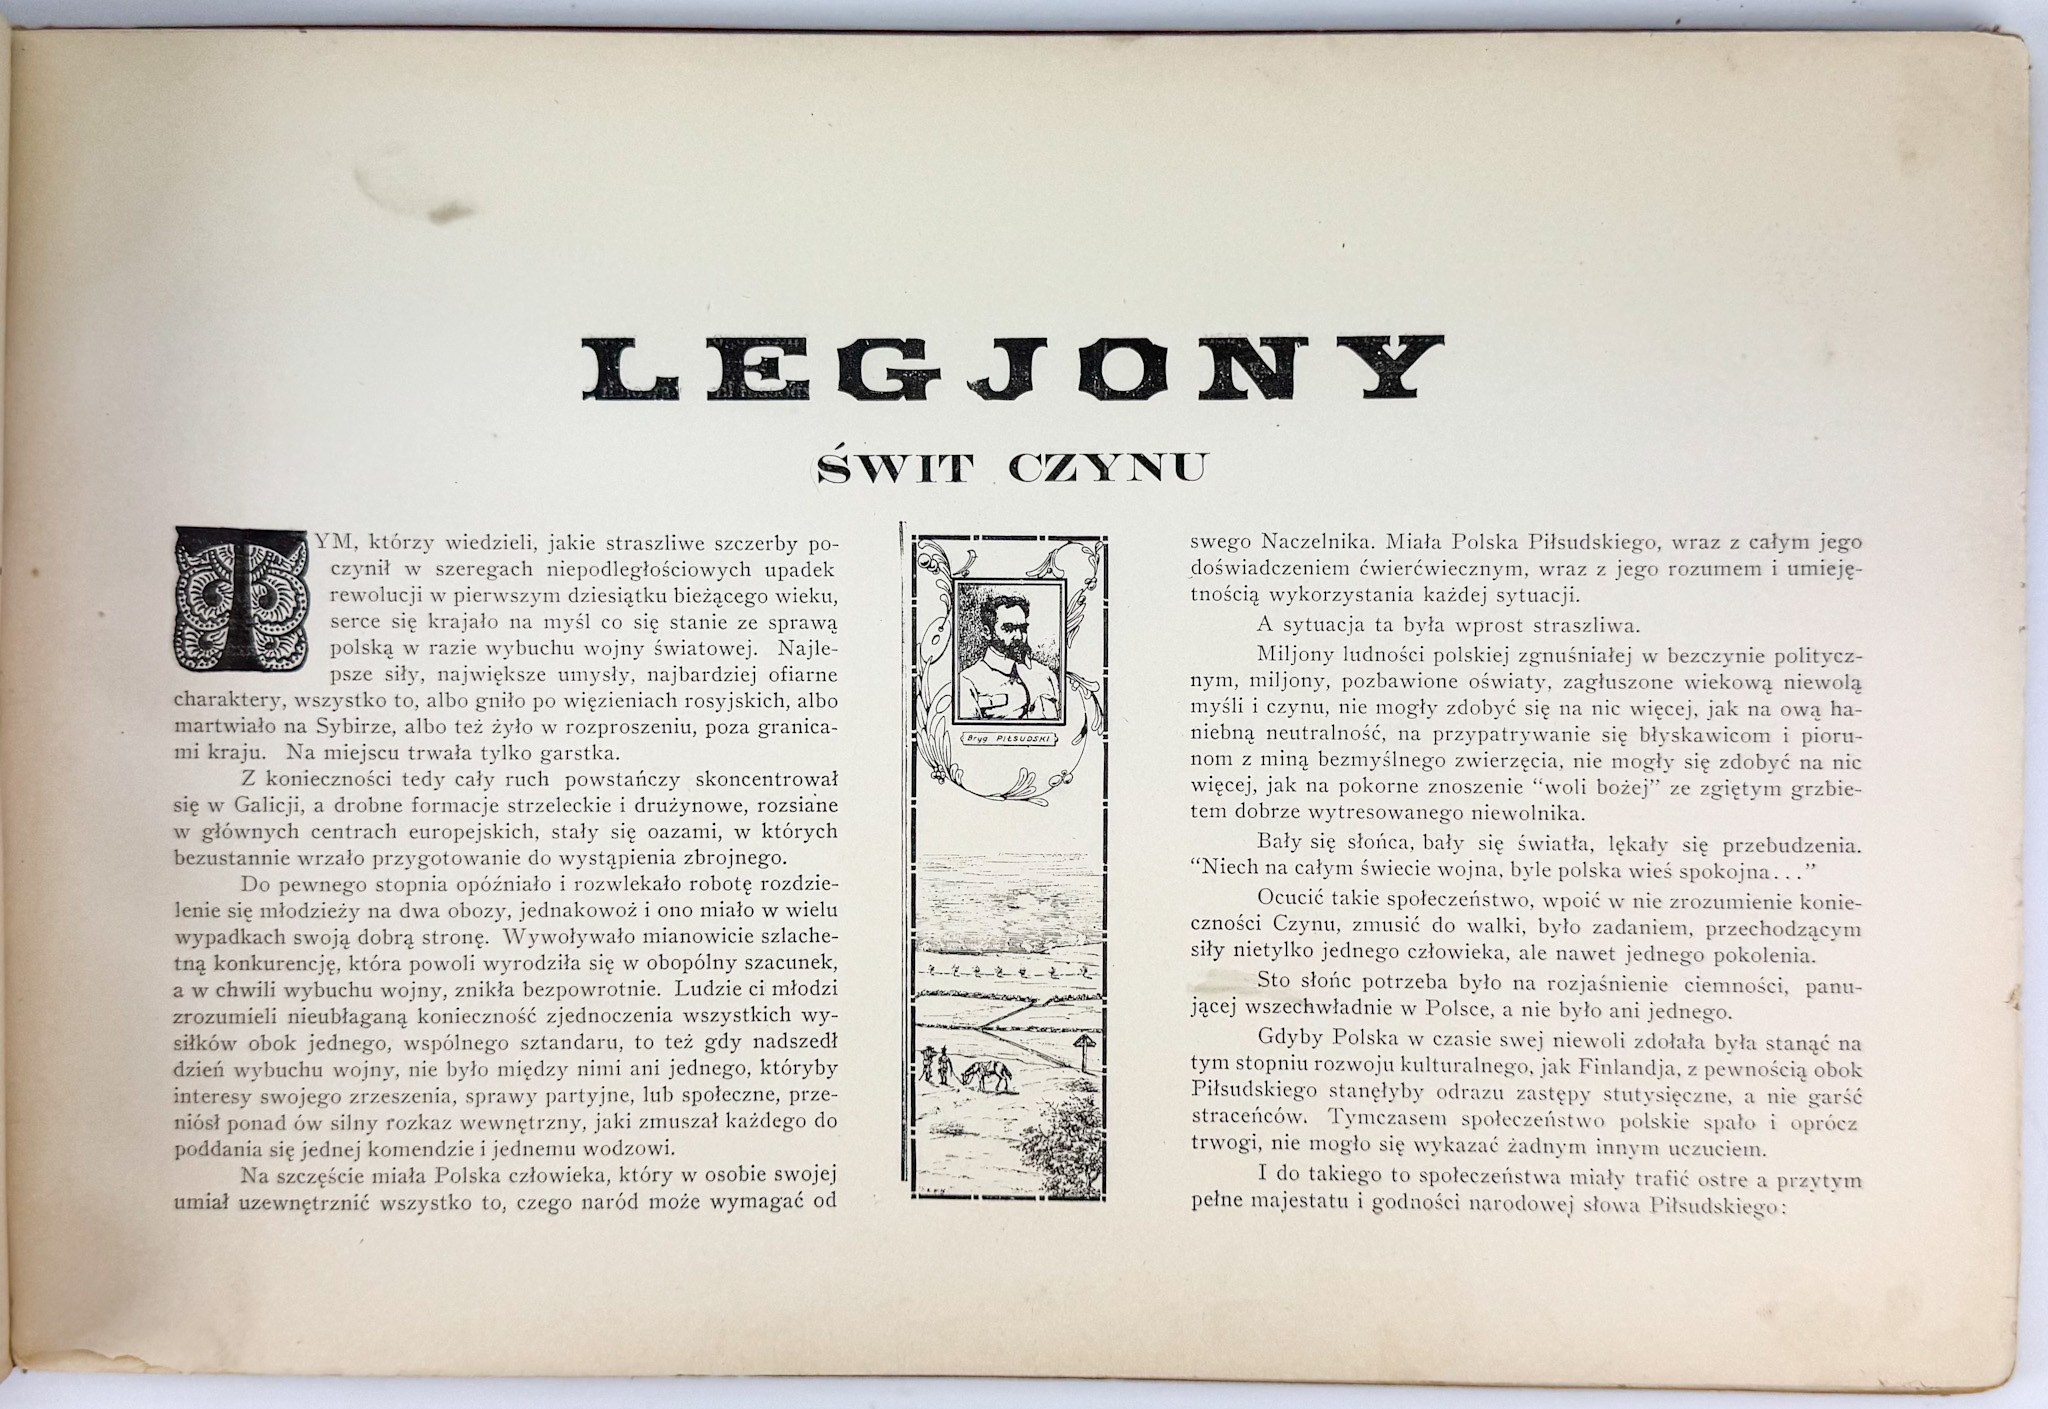 LEGJONY
ŚWIT CZYNU
TYM, którzy wiedzieli, jakie straszliwe szczerby po-
czynił w szeregach niepodległościowych upadek
rewolucji w pierwszym dziesiątku bieżącego wieku,
serce się krajało na myśl co się stanie ze sprawą
polską w razie wybuchu wojny światowej. Najle-
psze siły, największe umysły, najbardziej ofiarne
charaktery, wszystko to, albo gniło po więzieniach rosyjskich, albo
martwiało na Sybirze, albo też żyło w rozproszeniu, poza granica-
mi kraju. Na miejscu trwała tylko garstka.
Z konieczności tedy cały ruch powstańczy skoncentrował
się w Galicji, a drobne formacje strzeleckie i drużynowe, rozsiane
w głównych centrach europejskich, stały się oazami, w których
bezustannie wrzało przygotowanie do wystąpienia zbrojnego.
Do pewnego stopnia opóźniało i rozwlekało robotę rozdzie-
lenie się młodzieży na dwa obozy, jednakowoż i ono miało w wielu
wypadkach swoją dobrą stronę. Wywoływało mianowicie szlache-
tną konkurencję, która powoli wyrodziła się w obopólny szacunek,
a w chwili wybuchu wojny, znikła bezpowrotnie. Ludzie ci młodzi
zrozumieli nieubłaganą konieczność zjednoczenia wszystkich wy-
siłków obok jednego, wspólnego sztandaru, to też gdy nadszedł
dzień wybuchu wojny, nie było między nimi ani jednego, któryby
interesy swojego zrzeszenia, sprawy partyjne, lub społeczne, prze-
niósł ponad ów silny rozkaz wewnętrzny, jaki zmuszał każdego do
poddania się jednej komendzie i jednemu wodzowi.
Na szczęście miała Polska człowieka, który w osobie swojej
umiał uzewnętrznić wszystko to, czego naród może wymagać od
Bryg. PIŁSUDSKI
swego Naczelnika. Miała Polska Piłsudskiego, wraz z całym jego
doświadczeniem ćwierćwiecznym, wraz z jego rozumem i umieję-
tnością wykorzystania każdej sytuacji.
A sytuacja ta była wprost straszliwa.
Miljony ludności polskiej zgnuśniałej w bezczynie politycz-
nym, miljony, pozbawione oświaty, zagłuszone wiekową niewolą
myśli i czynu, nie mogły zdobyć się na nic więcej, jak na ową ha-
niebną neutralność, na przypatrywanie się błyskawicom i pioru-
nom z miną bezmyślnego zwierzęcia, nie mogły się zdobyć na nic
więcej, jak na pokorne znoszenie “woli bożej” ze zgiętym grzbie-
tem dobrze wytresowanego niewolnika.
Bały się słońca, bały się światła, lękały się przebudzenia.
“Niech na całym świecie wojna, byle polska wieś spokojna...”
Ocucić takie społeczeństwo, wpoić w nie zrozumienie konie-
czności Czynu, zmusić do walki, było zadaniem, przechodzącym
siły nietylko jednego człowieka, ale nawet jednego pokolenia.
Sto słońc potrzeba było na rozjaśnienie ciemności, panu-
jącej wszechwładnie w Polsce, a nie było ani jednego.
Gdyby Polska w czasie swej niewoli zdołała była stanąć na
tym stopniu rozwoju kulturalnego, jak Finlandja, z pewnością obok
Piłsudskiego stanęłyby odrazu zastępy stutysięczne, a nie garść
straceńców. Tymczasem społeczeństwo polskie spało i oprócz
trwogi, nie mogło się wykazać żadnym innym uczuciem.
I do takiego to społeczeństwa miały trafić ostre a przytym
pełne majestatu i godności narodowej słowa Piłsudskiego: